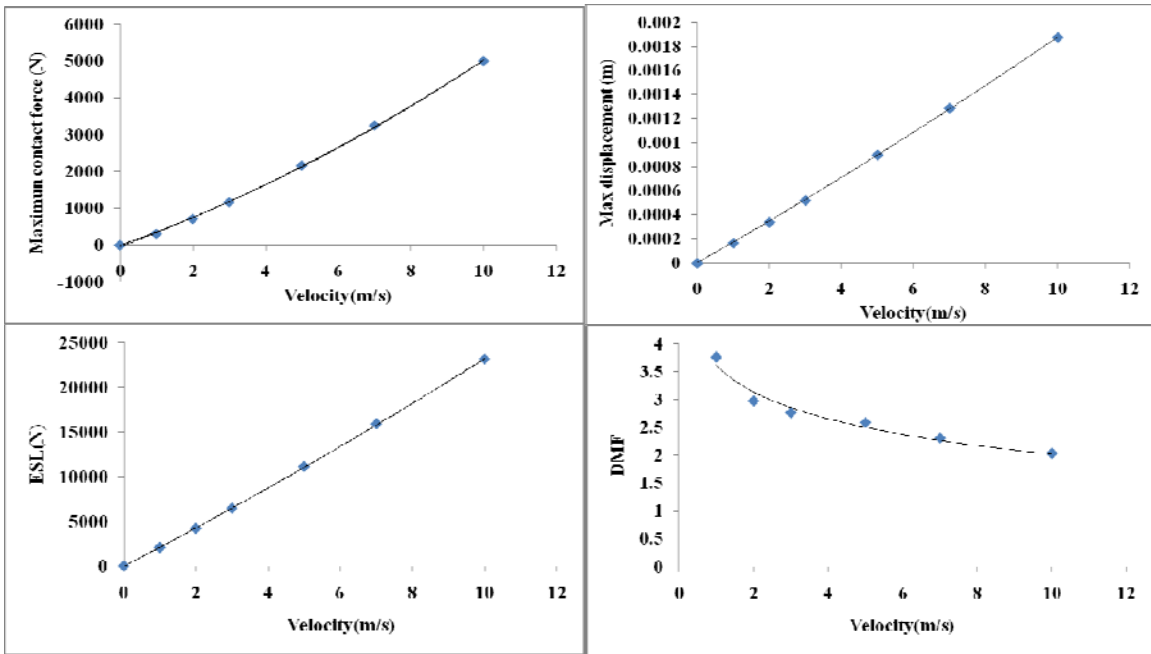 Maximun contact force (N)
6000
5000
4000
3000
2000
1000
0
-1000
0 2 4 6 8 10 12
Velocity(m/s)
Max displacement (m)
0.002
0.0018
0.0016
0.0014
0.0012
0.001
0.0008
0.0006
0.0004
0.0002
0
0 2 4 6 8 10 12
Velocity(m/s)
ESL(N)
25000
20000
15000
10000
5000
0
0 2 4 6 8 10 12
Velocity(m/s)
DMF
4
3.5
3
2.5
2
1.5
1
0.5
0
0 2 4 6 8 10 12
Velocity(m/s)